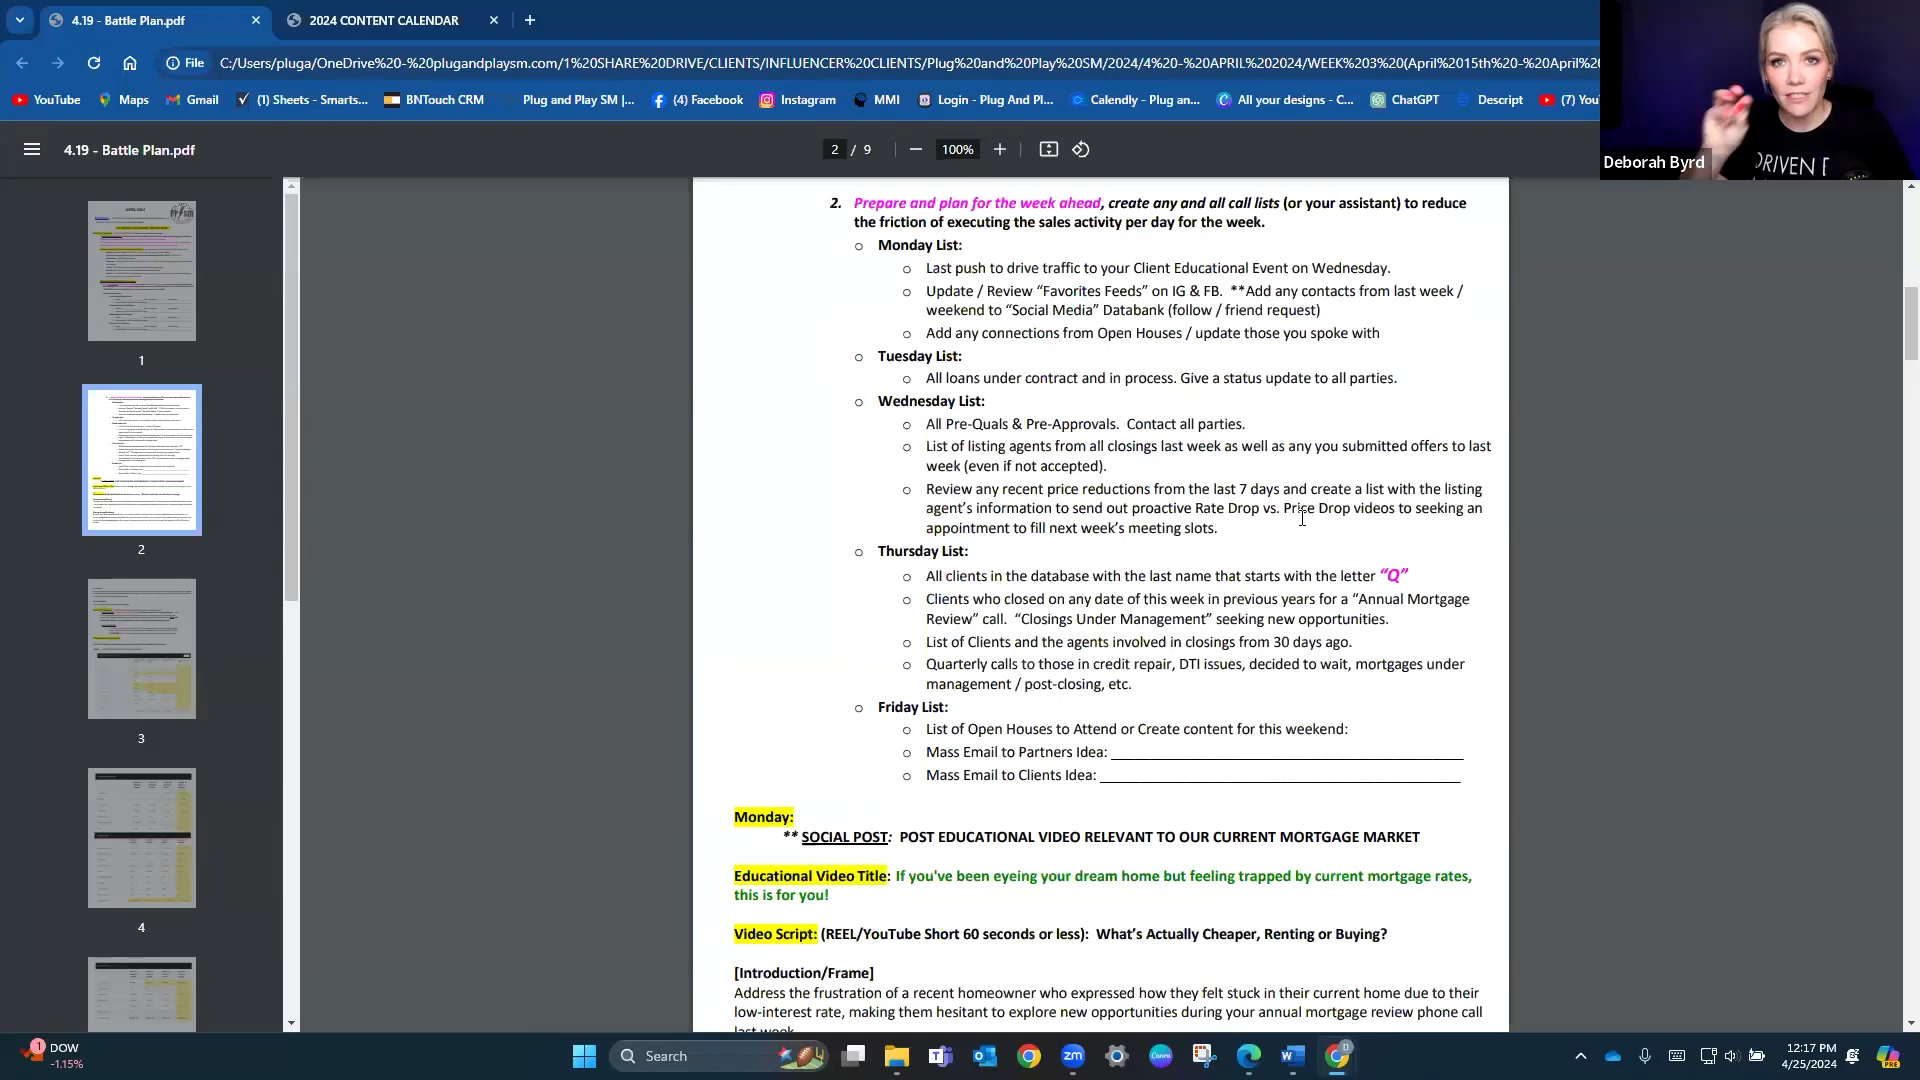 4.19 - Battle Plan.pdf
2024 CONTENT CALENDAR
File
C:/Users/pluga/OneDrive%20-%20plugandplaysm.com/1%20SHARE%20DRIVE/CLIENTS/INFLUENCER%20CLIENTS/Plug%20and%20Play%20SM/2024/4%20-%20APRIL%202024/WEEK%203%20(April%2015th%20-%20April%20
YouTube
Maps
Gmail
(1) Sheets - Smarts...
BNTouch CRM
Plug and Play SM |...
(4) Facebook
Instagram
MMI
Login - Plug And Pl...
Calendly - Plug an...
All your designs - C...
ChatGPT
Descript
(7) You
DRIVEN
Deborah Byrd
4.19 - Battle Plan.pdf
2 / 9
100%
1
2
3
4
2. Prepare and plan for the week ahead, create any and all call lists (or your assistant) to reduce
the friction of executing the sales activity per day for the week.
o Monday List:
o Last push to drive traffic to your Client Educational Event on Wednesday.
o Update / Review “Favorites Feeds” on IG & FB. **Add any contacts from last week /
weekend to “Social Media” Databank (follow / friend request)
o Add any connections from Open Houses / update those you spoke with
o Tuesday List:
o All loans under contract and in process. Give a status update to all parties.
o Wednesday List:
o All Pre-Quals & Pre-Approvals. Contact all parties.
o List of listing agents from all closings last week as well as any you submitted offers to last
week (even if not accepted).
o Review any recent price reductions from the last 7 days and create a list with the listing
agent’s information to send out proactive Rate Drop vs. Price Drop videos to seeking an
appointment to fill next week’s meeting slots.
o Thursday List:
o All clients in the database with the last name that starts with the letter “Q”
o Clients who closed on any date of this week in previous years for a “Annual Mortgage
Review” call. “Closings Under Management” seeking new opportunities.
o List of Clients and the agents involved in closings from 30 days ago.
o Quarterly calls to those in credit repair, DTI issues, decided to wait, mortgages under
management / post-closing, etc.
o Friday List:
o List of Open Houses to Attend or Create content for this weekend:
o Mass Email to Partners Idea: ____________________
o Mass Email to Clients Idea: ____________________
Monday:
** SOCIAL POST: POST EDUCATIONAL VIDEO RELEVANT TO OUR CURRENT MORTGAGE MARKET
Educational Video Title: If you've been eyeing your dream home but feeling trapped by current mortgage rates,
this is for you!
Video Script: (REEL/YouTube Short 60 seconds or less): What’s Actually Cheaper, Renting or Buying?
[Introduction/Frame]
Address the frustration of a recent homeowner who expressed how they felt stuck in their current home due to their
low-interest rate, making them hesitant to explore new opportunities during your annual mortgage review phone call
last week
1
DOW
-1.15%
Search
12:17 PM
4/25/2024